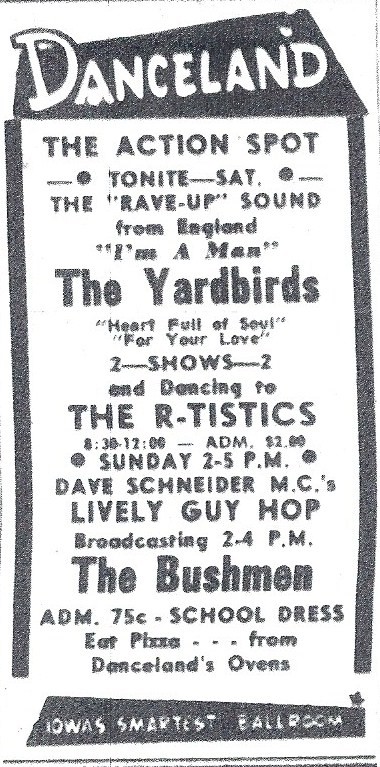 DANCELAND
THE ACTION SPOT
TONITE—SAT.
THE "RAVE-UP" SOUND
from England
"I'm A Man"
The Yardbirds
"Heart Full of Soul"
"For Your Love"
2—SHOWS—2
and Dancing to
THE R-TISTICS
8:30-12:00 — ADM. $2.00
SUNDAY 2-5 P.M.
DAVE SCHNEIDER M.C.'s
LIVELY GUY HOP
Broadcasting 2-4 P.M.
The Bushmen
ADM. 75c - SCHOOL DRESS
Eat Pizza - - - from
Danceland's Ovens
IOWAS SMARTEST BALLROOM